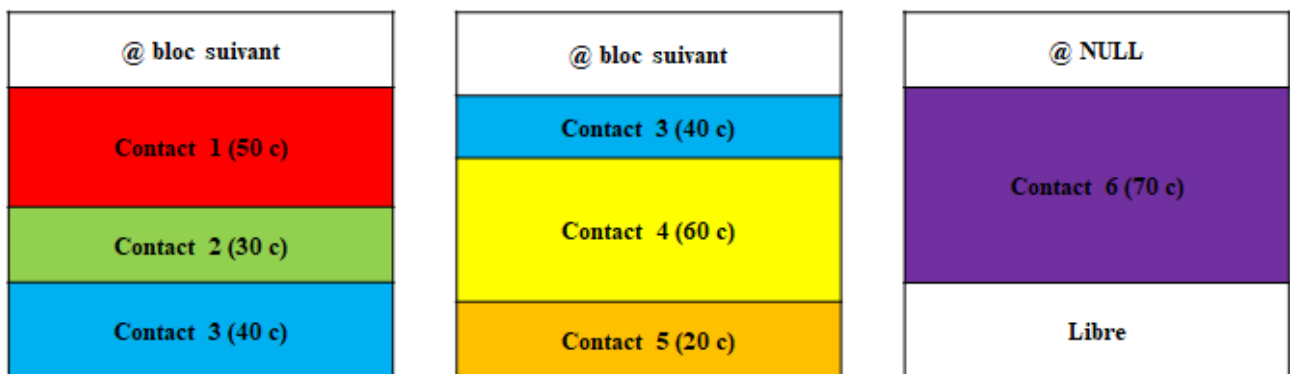 @ bloc suivant
Contact 1 (50 c)
Contact 2 (30 c)
Contact 3 (40 c)
@ bloc suivant
Contact 3 (40 c)
Contact 4 (60 c)
Contact 5 (20 c)
@ NULL
Contact 6 (70 c)
Libre